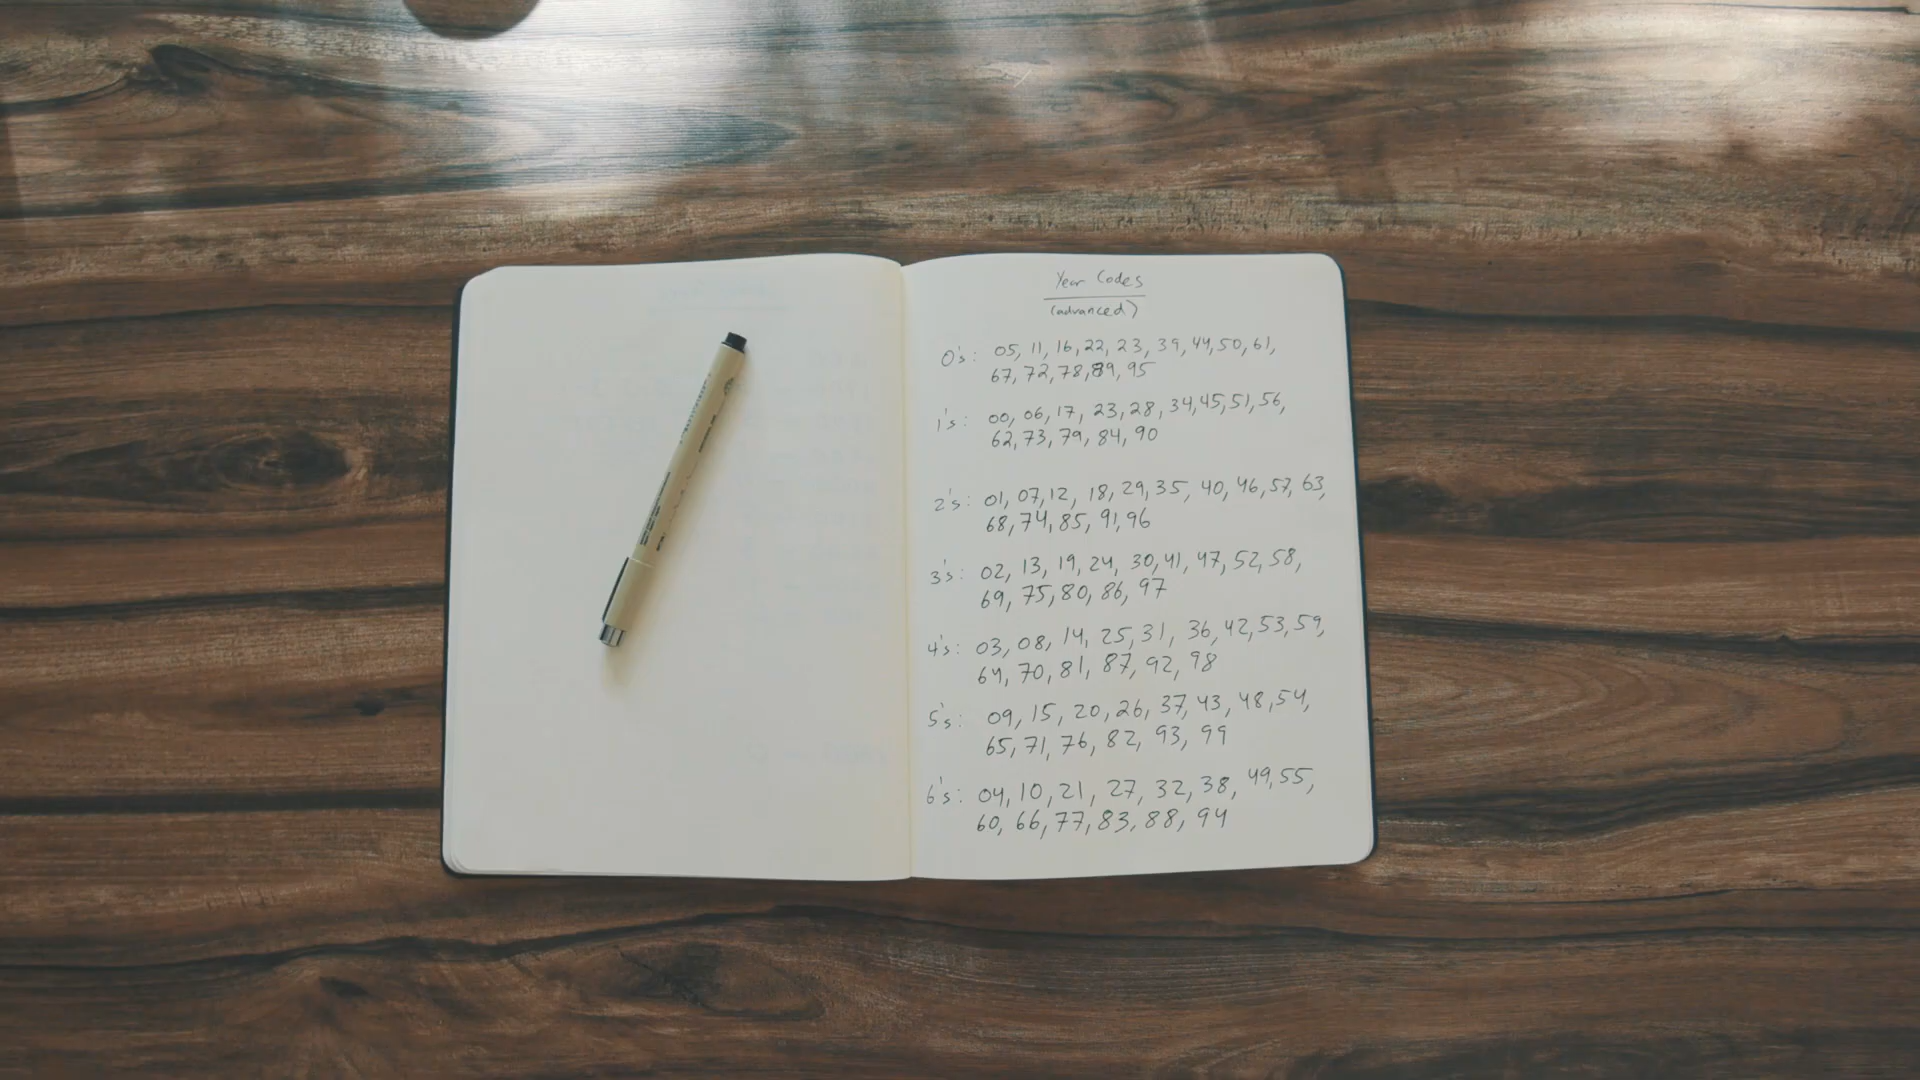 Year Codes
(advanced)
0's: 05, 11, 16, 22, 23, 39, 44, 50, 61,
67, 72, 78, 89, 95
1's: 00, 06, 17, 23, 28, 34, 45, 51, 56,
62, 73, 79, 84, 90
2's: 01, 07, 12, 18, 29, 35, 40, 46, 57, 63,
68, 74, 85, 91, 96
3's: 02, 13, 19, 24, 30, 41, 47, 52, 58,
69, 75, 80, 86, 97
4's: 03, 08, 14, 25, 31, 36, 42, 53, 59,
64, 70, 81, 87, 92, 98
5's: 09, 15, 20, 26, 37, 43, 48, 54,
65, 71, 76, 82, 93, 99
6's: 04, 10, 21, 27, 32, 38, 49, 55,
60, 66, 77, 83, 88, 94